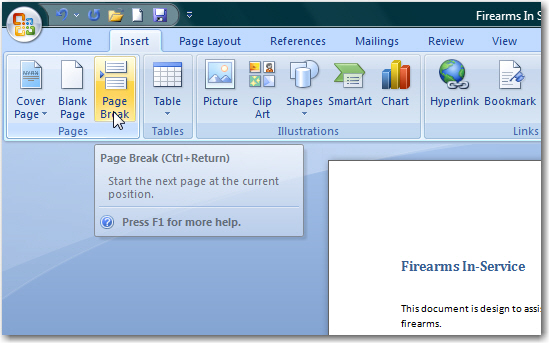 Firearms In
Home Insert Page Layout References Mailings Review View
Cover Page Blank Page Page Break Table Picture Clip Art Shapes SmartArt Chart Hyperlink Bookmark
Pages Tables Illustrations Links
Page Break (Ctrl+Return)
Start the next page at the current
position.
Press F1 for more help.
Firearms In-Service
This document is design to assi
firearms.